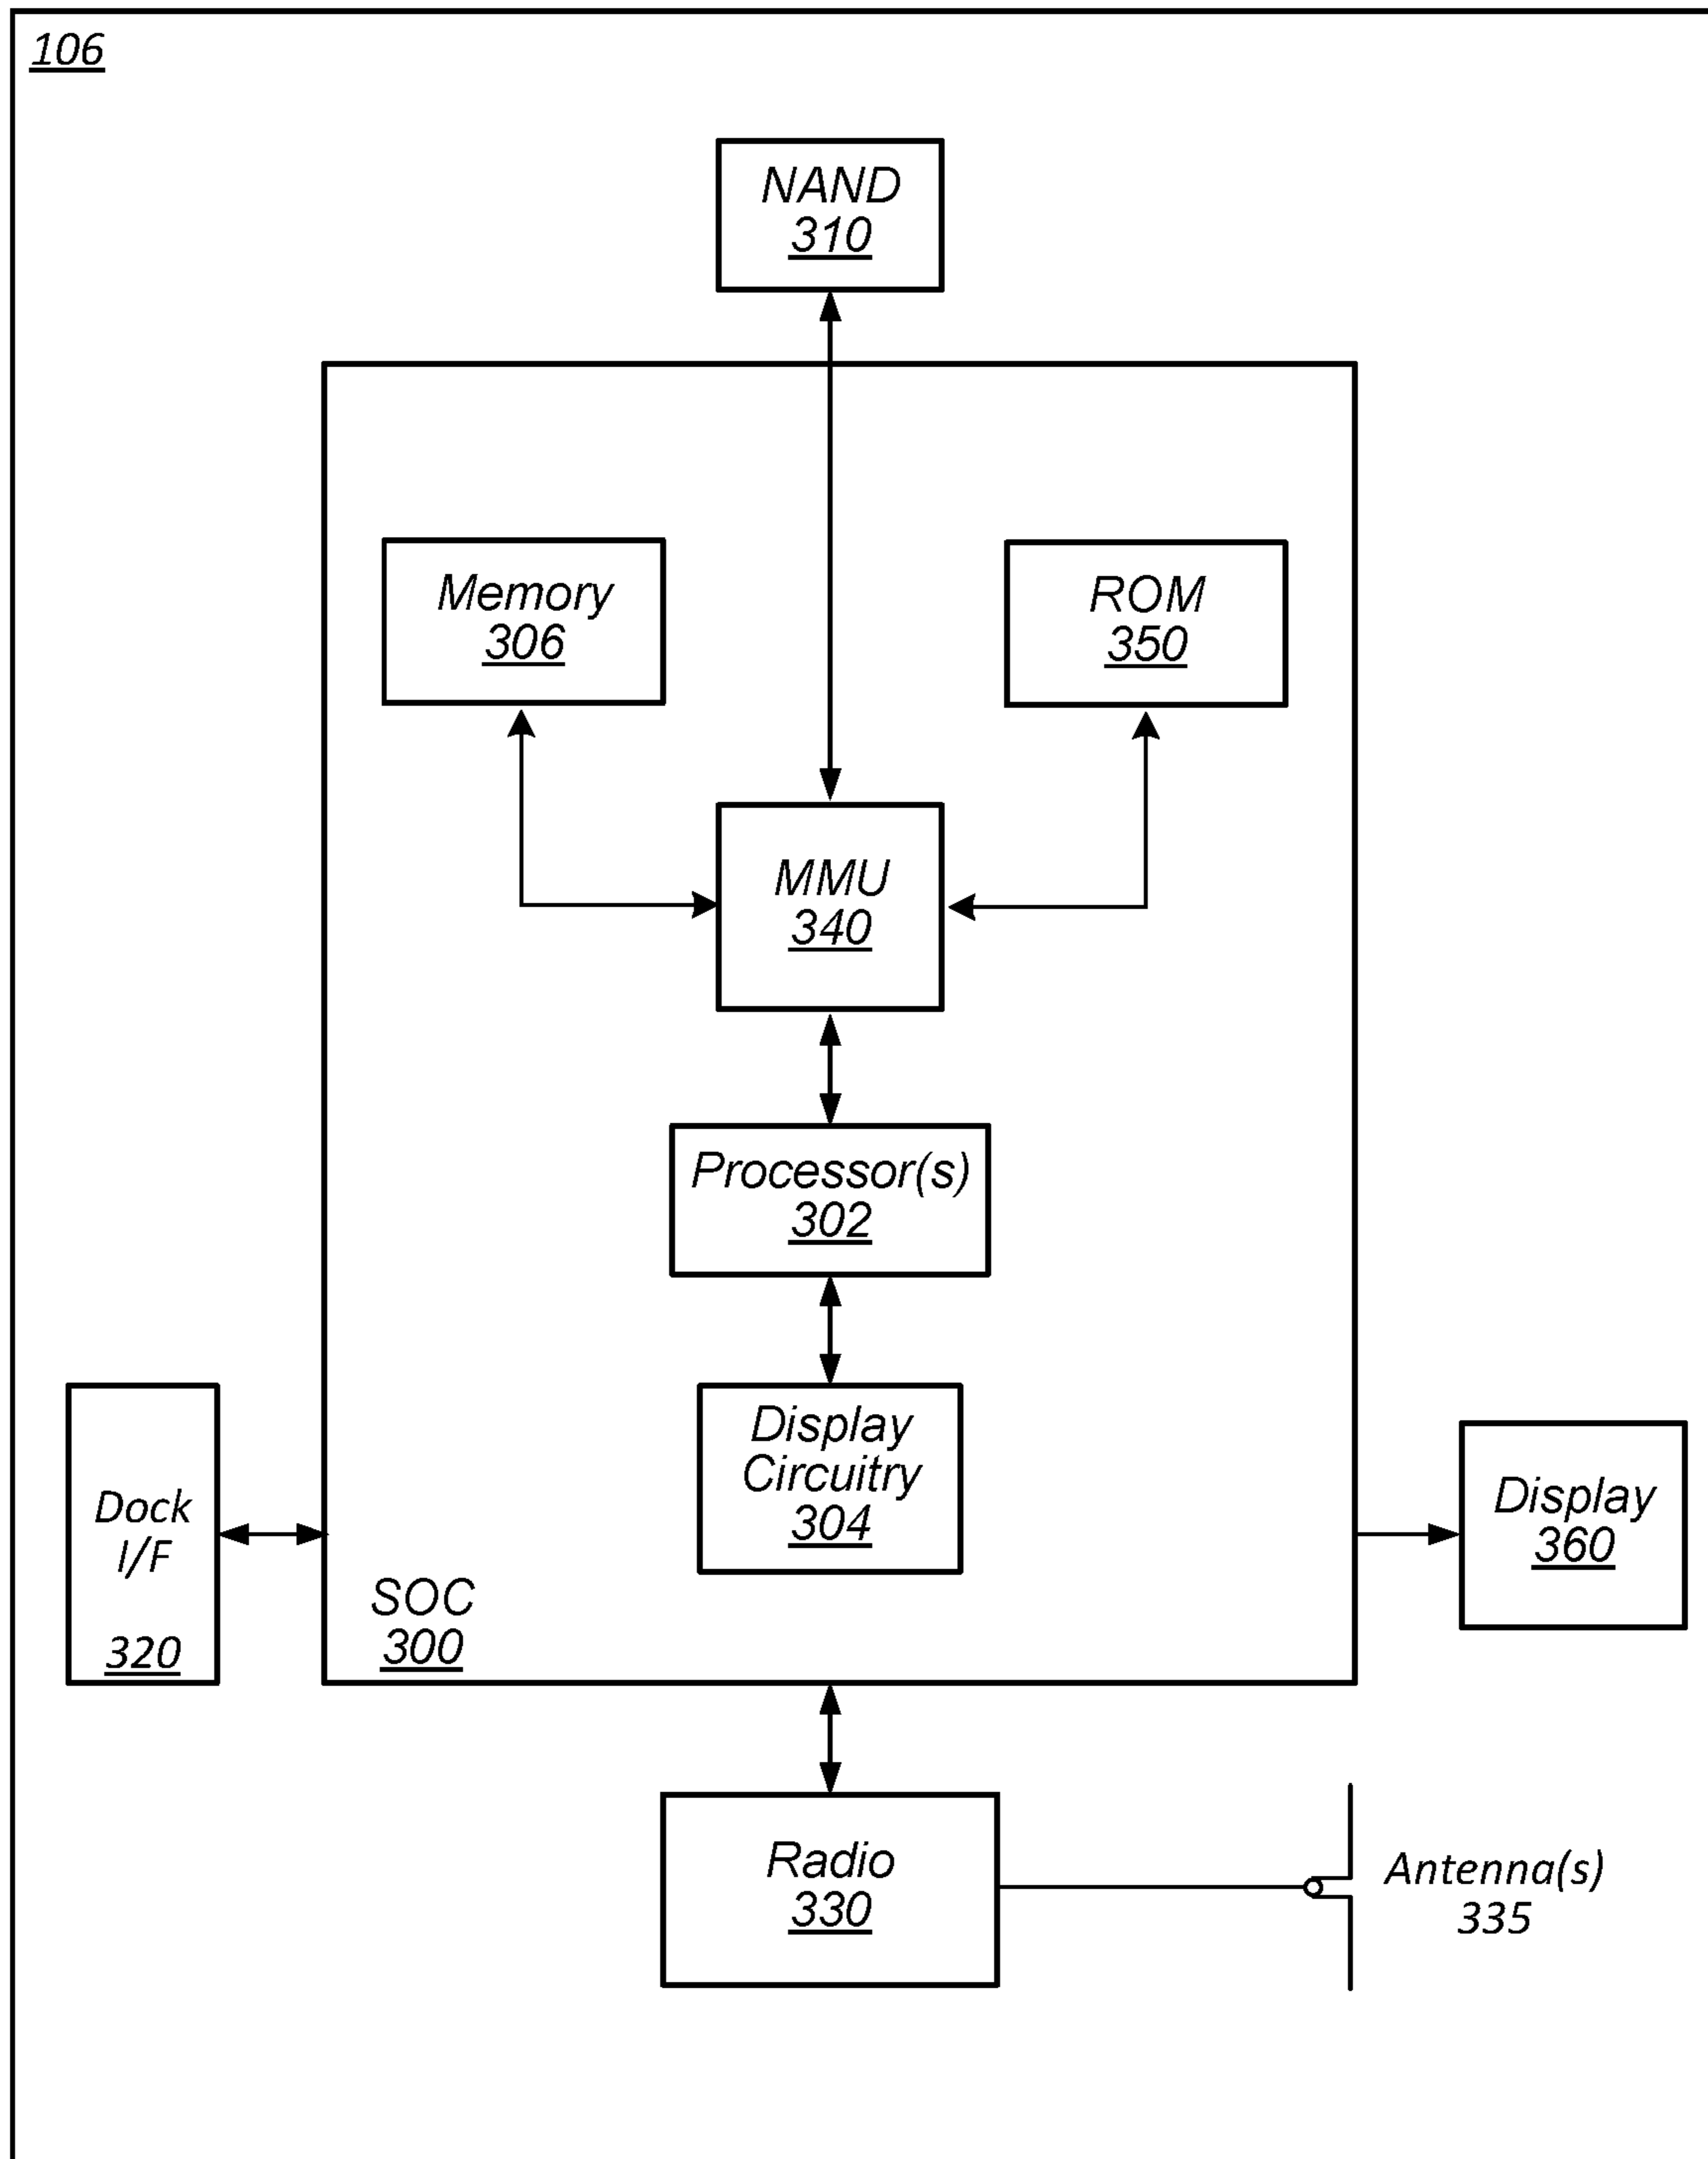 106
NAND
310
Memory
306
ROM
350
MMU
340
Processor(s)
302
Display
Circuitry
304
Dock
I/F
320
SOC
300
Display
360
Radio
330
Antenna(s)
335